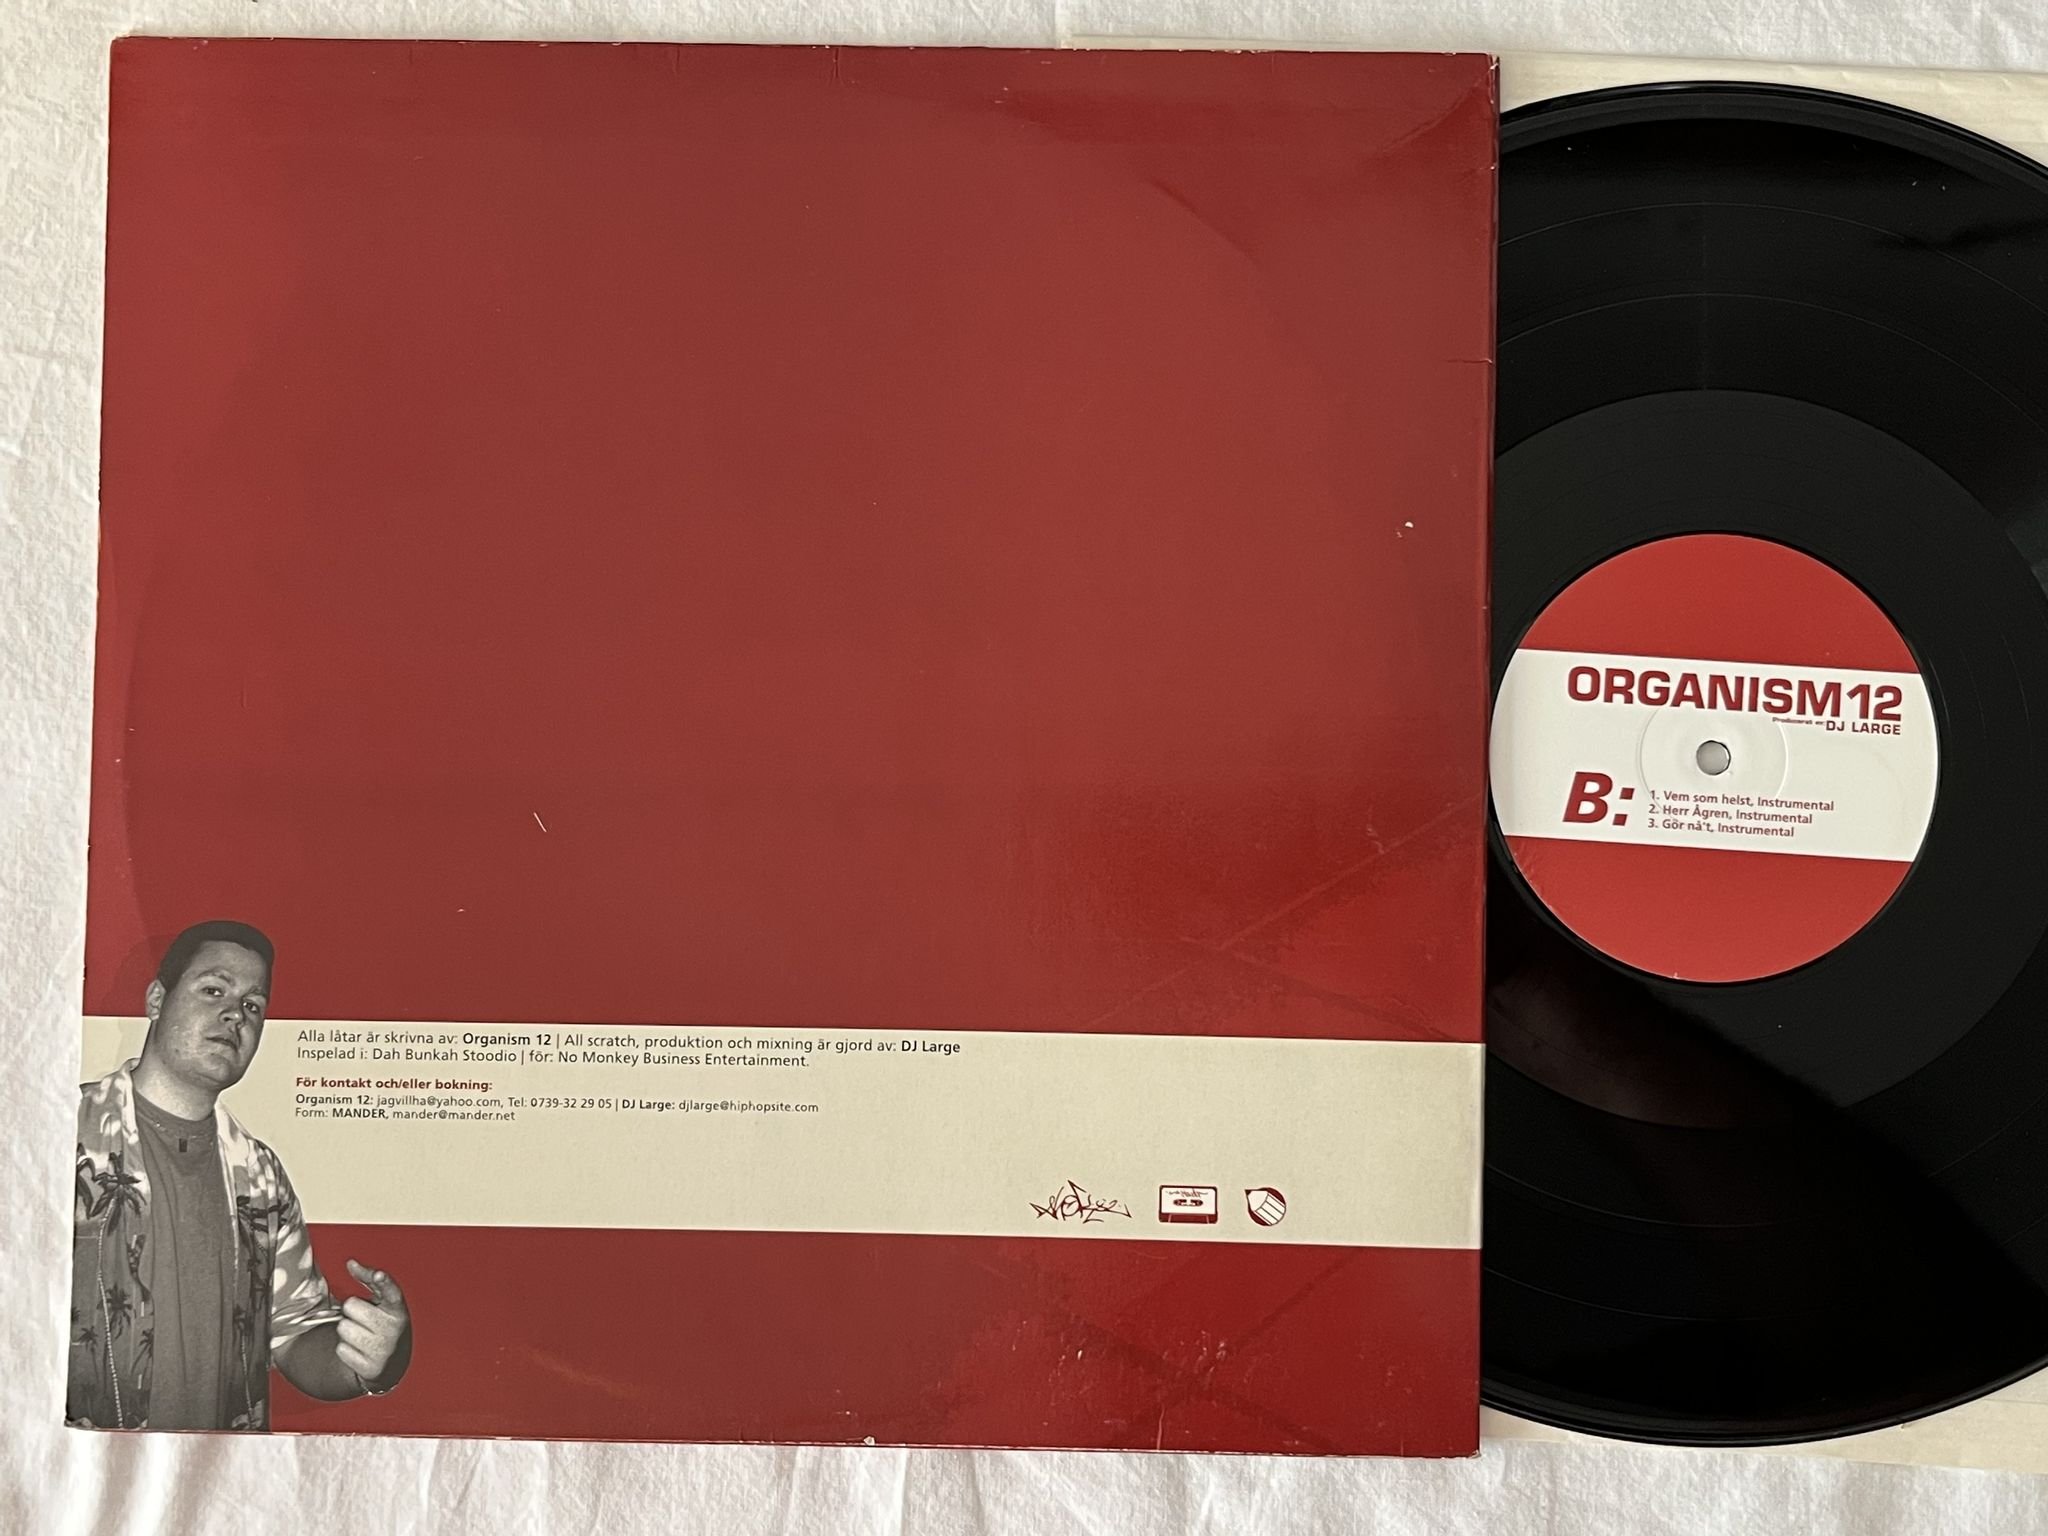 Alla låtar är skrivna av: Organism 12 | All scratch, produktion och mixning är gjord av: DJ Large
Inspelad i: Dah Bunkah Stoodio | för: No Monkey Business Entertainment.
För kontakt och/eller bokning:
Organism 12: jagvillha@yahoo.com, Tel: 0739-32 29 05 | DJ Large: djlarge@hiphopsite.com
Form: MANDER, mander@mander.net
ORGANISM12
Producerat av: DJ LARGE
B:
1. Vem som helst, Instrumental
2. Herr Ågren, Instrumental
3. Gör nå't, Instrumental